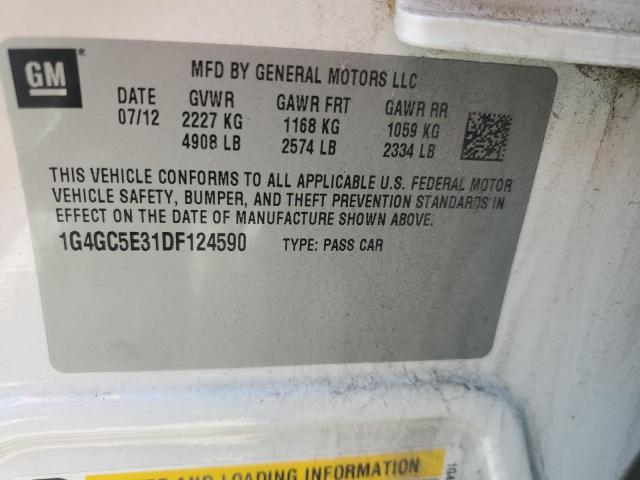 GM
MFD BY GENERAL MOTORS LLC
DATE GVWR GAWR FRT GAWR RR
07/12 2227 KG 1168 KG 1059 KG
4908 LB 2574 LB 2334 LB
THIS VEHICLE CONFORMS TO ALL APPLICABLE U.S. FEDERAL MOTOR
VEHICLE SAFETY, BUMPER, AND THEFT PREVENTION STANDARDS IN
EFFECT ON THE DATE OF MANUFACTURE SHOWN ABOVE.
1G4GC5E31DF124590 TYPE: PASS CAR
AND LOADING INFORMATION